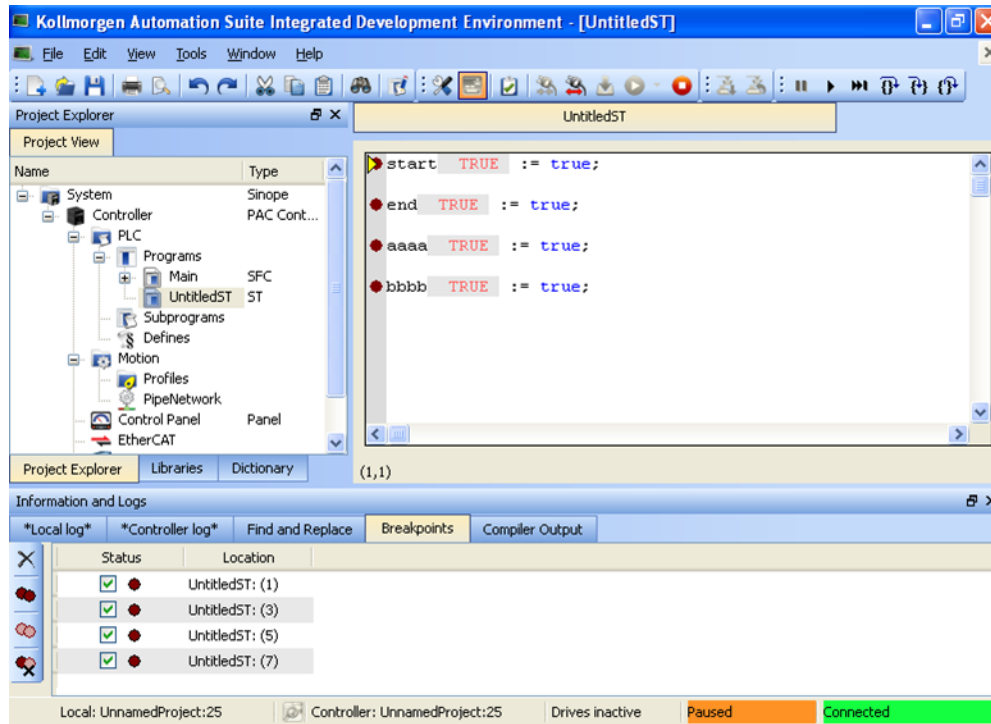 Kollmorgen Automation Suite Integrated Development Environment - [UntitledST]
File Edit View Tools Window Help
Project Explorer
UntitledST
Project View
Name Type
System Sinope
Controller PAC Cont...
PLC
Programs
Main SFC
UntitledST ST
Subprograms
Defines
Motion
Profiles
PipeNetwork
Control Panel Panel
EtherCAT
start TRUE := true;
end TRUE := true;
aaaa TRUE := true;
bbbb TRUE := true;
Project Explorer Libraries Dictionary
(1,1)
Information and Logs
*Local log* *Controller log* Find and Replace Breakpoints Compiler Output
Status Location
UntitledST: (1)
UntitledST: (3)
UntitledST: (5)
UntitledST: (7)
Local: UnnamedProject:25 Controller: UnnamedProject:25 Drives inactive Paused Connected